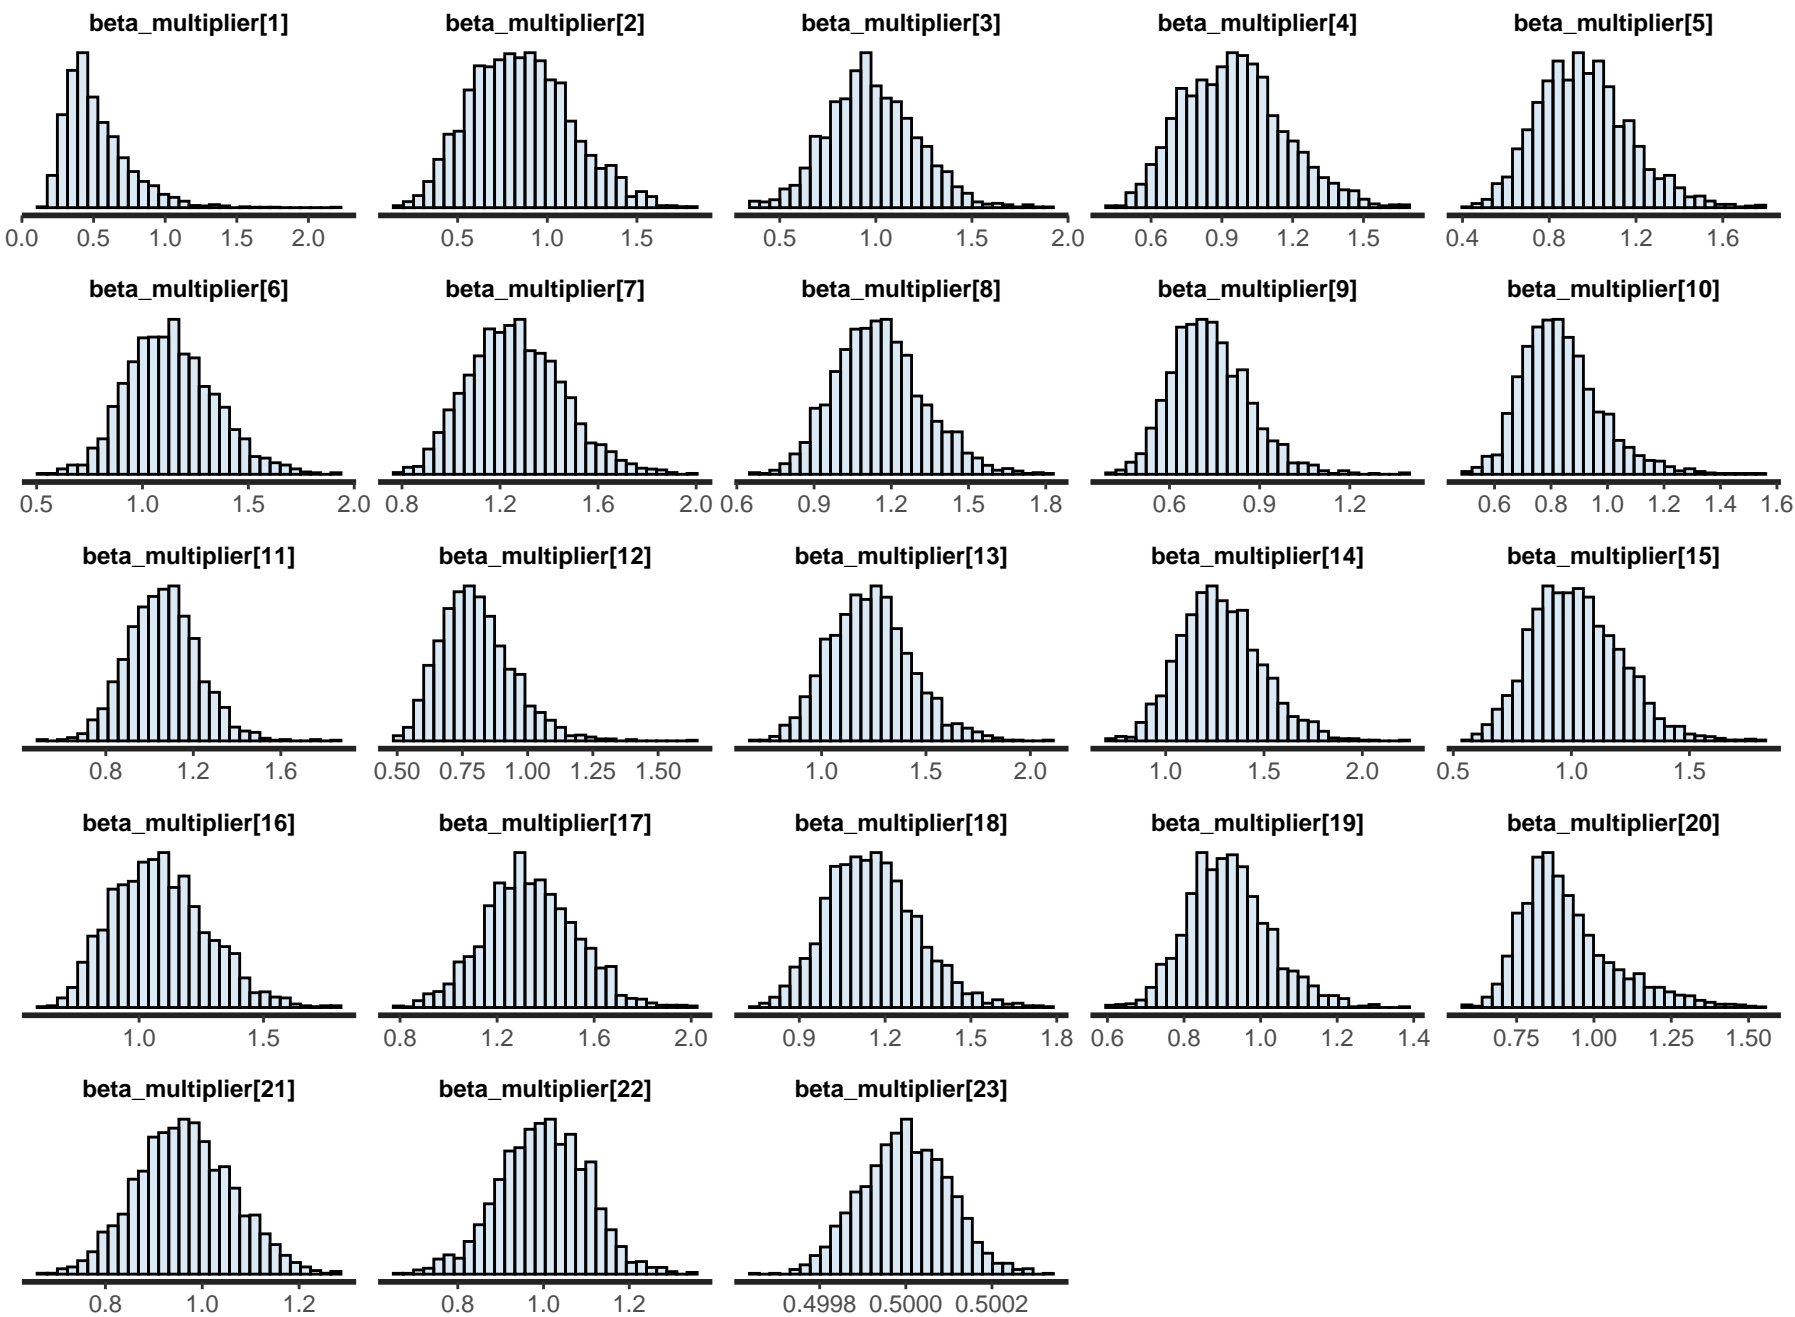 beta_multiplier[1] beta_multiplier[2] beta_multiplier[3] beta_multiplier[4] beta_multiplier[5]
0.0 0.5 1.0 1.5 2.0 0.5 1.0 1.5 0.5 1.0 1.5 2.0 0.6 0.9 1.2 1.5 0.4 0.8 1.2 1.6
beta_multiplier[6] beta_multiplier[7] beta_multiplier[8] beta_multiplier[9] beta_multiplier[10]
0.5 1.0 1.5 2.0 0.8 1.2 1.6 2.0 0.6 0.9 1.2 1.5 1.8 0.6 0.9 1.2 0.6 0.8 1.0 1.2 1.4 1.6
beta_multiplier[11] beta_multiplier[12] beta_multiplier[13] beta_multiplier[14] beta_multiplier[15]
0.8 1.2 1.6 0.50 0.75 1.00 1.25 1.50 1.0 1.5 2.0 1.0 1.5 2.0 0.5 1.0 1.5
beta_multiplier[16] beta_multiplier[17] beta_multiplier[18] beta_multiplier[19] beta_multiplier[20]
1.0 1.5 0.8 1.2 1.6 2.0 0.9 1.2 1.5 1.8 0.6 0.8 1.0 1.2 1.4 0.75 1.00 1.25 1.50
beta_multiplier[21] beta_multiplier[22] beta_multiplier[23]
0.8 1.0 1.2 0.8 1.0 1.2 0.4998 0.5000 0.5002